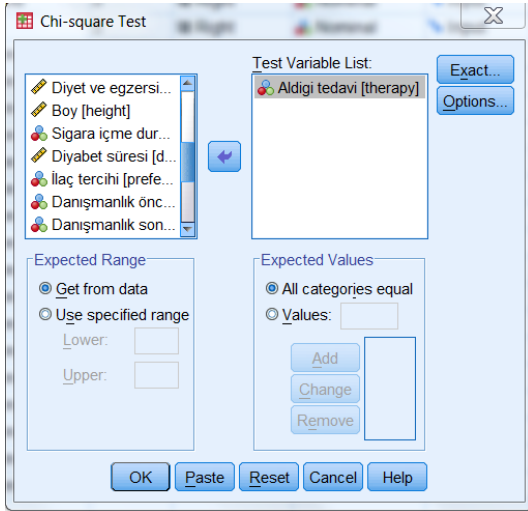 Chi-square Test
Test Variable List:
Diyet ve egzersi...
Boy [height]
Sigara içme dur...
Diyabet süresi [d...
İlaç tercihi [prefe...
Danışmanlık önc...
Danışmanlık son...
Aldigi tedavi [therapy]
Exact...
Options...
Expected Range
Get from data
Use specified range
Lower:
Upper:
Expected Values
All categories equal
Values:
Add
Change
Remove
OK Paste Reset Cancel Help